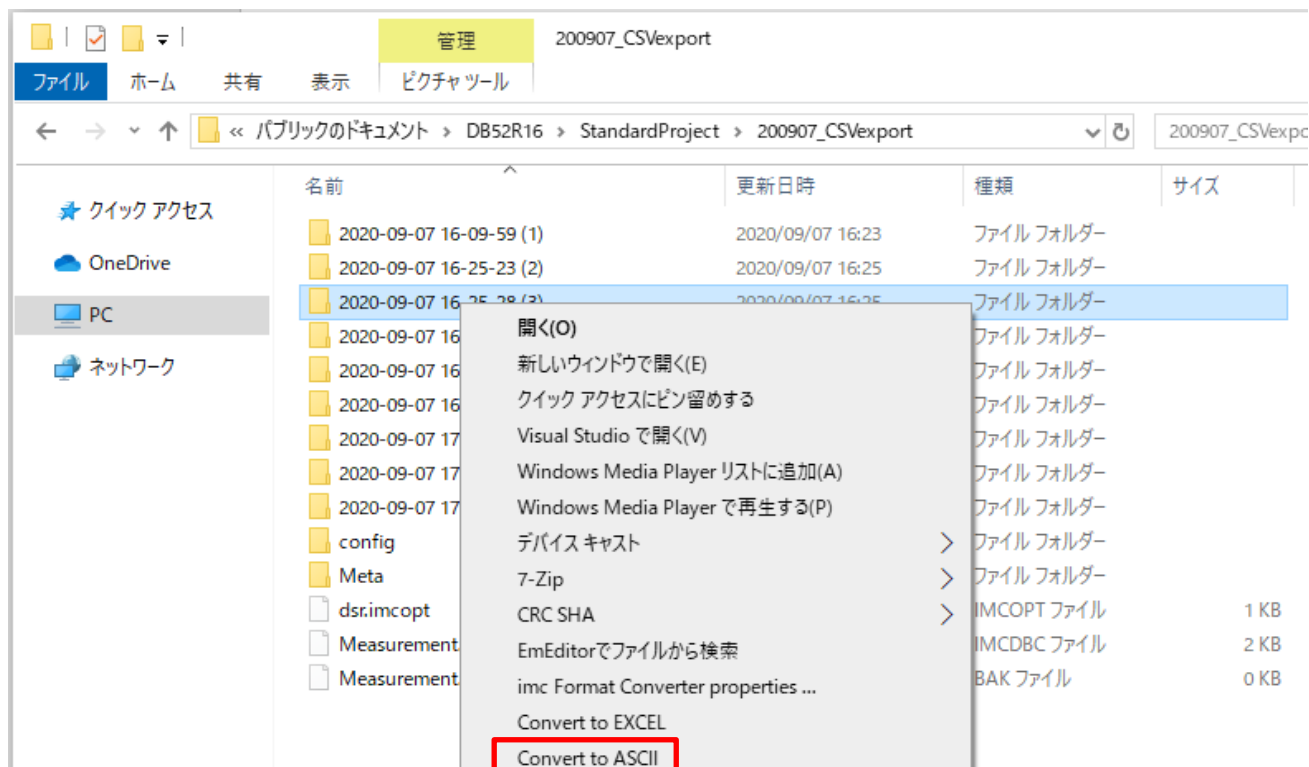 管理
200907_CSVexport
ファイル
ホーム
共有
表示
ピクチャ ツール
« パブリックのドキュメント › DB52R16 › StandardProject › 200907_CSVexport
200907_CSVexpo
クイック アクセス
OneDrive
PC
ネットワーク
名前
更新日時
種類
サイズ
2020-09-07 16-09-59 (1) 2020/09/07 16:23 ファイル フォルダー
2020-09-07 16-25-23 (2) 2020/09/07 16:25 ファイル フォルダー
2020-09-07 16-25-28 (3) 2020/09/07 16:25 ファイル フォルダー
2020-09-07 16 ファイル フォルダー
2020-09-07 16 ファイル フォルダー
2020-09-07 16 ファイル フォルダー
2020-09-07 17 ファイル フォルダー
2020-09-07 17 ファイル フォルダー
2020-09-07 17 ファイル フォルダー
config ファイル フォルダー
Meta ファイル フォルダー
dsr.imcopt IMCOPT ファイル 1 KB
Measurement. IMCDBC ファイル 2 KB
Measurement. BAK ファイル 0 KB
開く(O)
新しいウィンドウで開く(E)
クイック アクセスにピン留めする
Visual Studio で開く(V)
Windows Media Player リストに追加(A)
Windows Media Player で再生する(P)
デバイス キャスト
7-Zip
CRC SHA
EmEditorでファイルから検索
imc Format Converter properties ...
Convert to EXCEL
Convert to ASCII